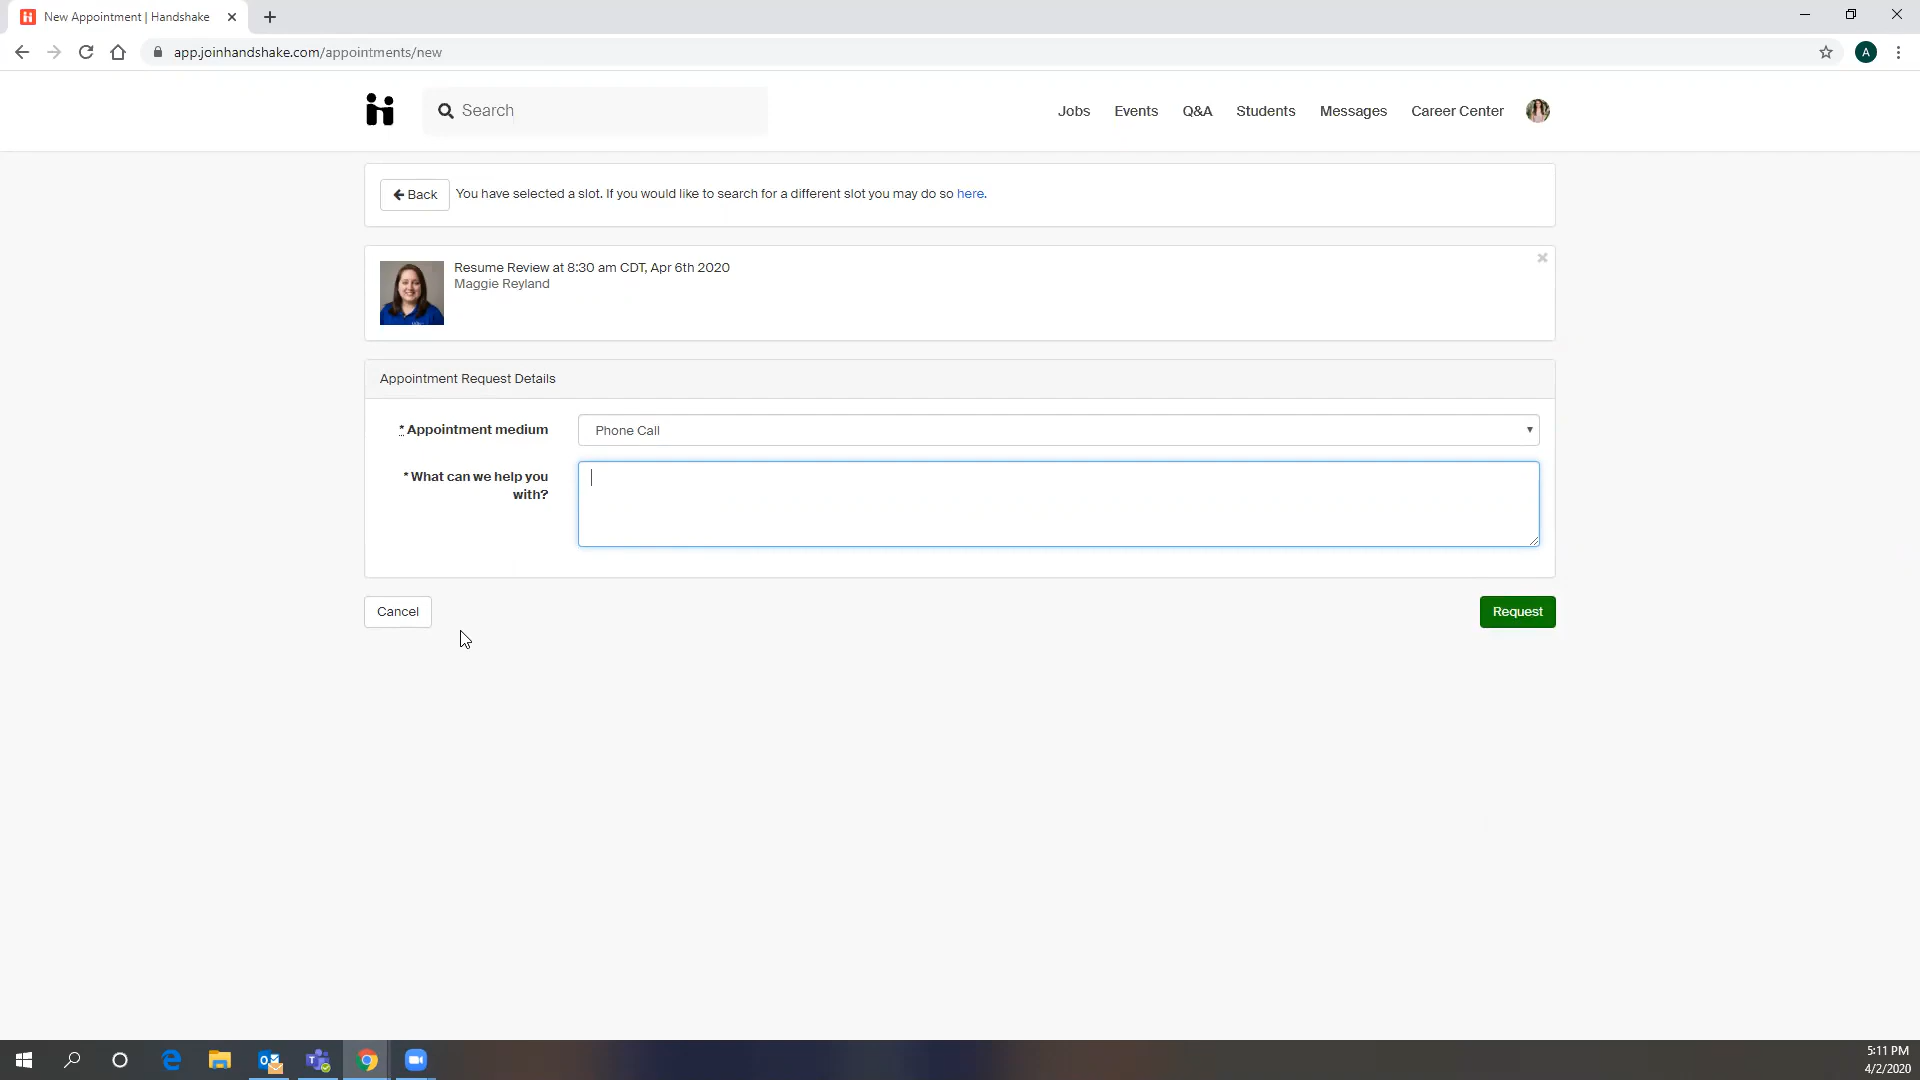 New Appointment | Handshake
app.joinhandshake.com/appointments/new
A
Search
Jobs
Events
Q&A
Students
Messages
Career Center
Back
You have selected a slot. If you would like to search for a different slot you may do so here.
Resume Review at 8:30 am CDT, Apr 6th 2020
Maggie Reyland
Appointment Request Details
* Appointment medium
Phone Call
* What can we help you
with?
Cancel
Request
5:11 PM
4/2/2020